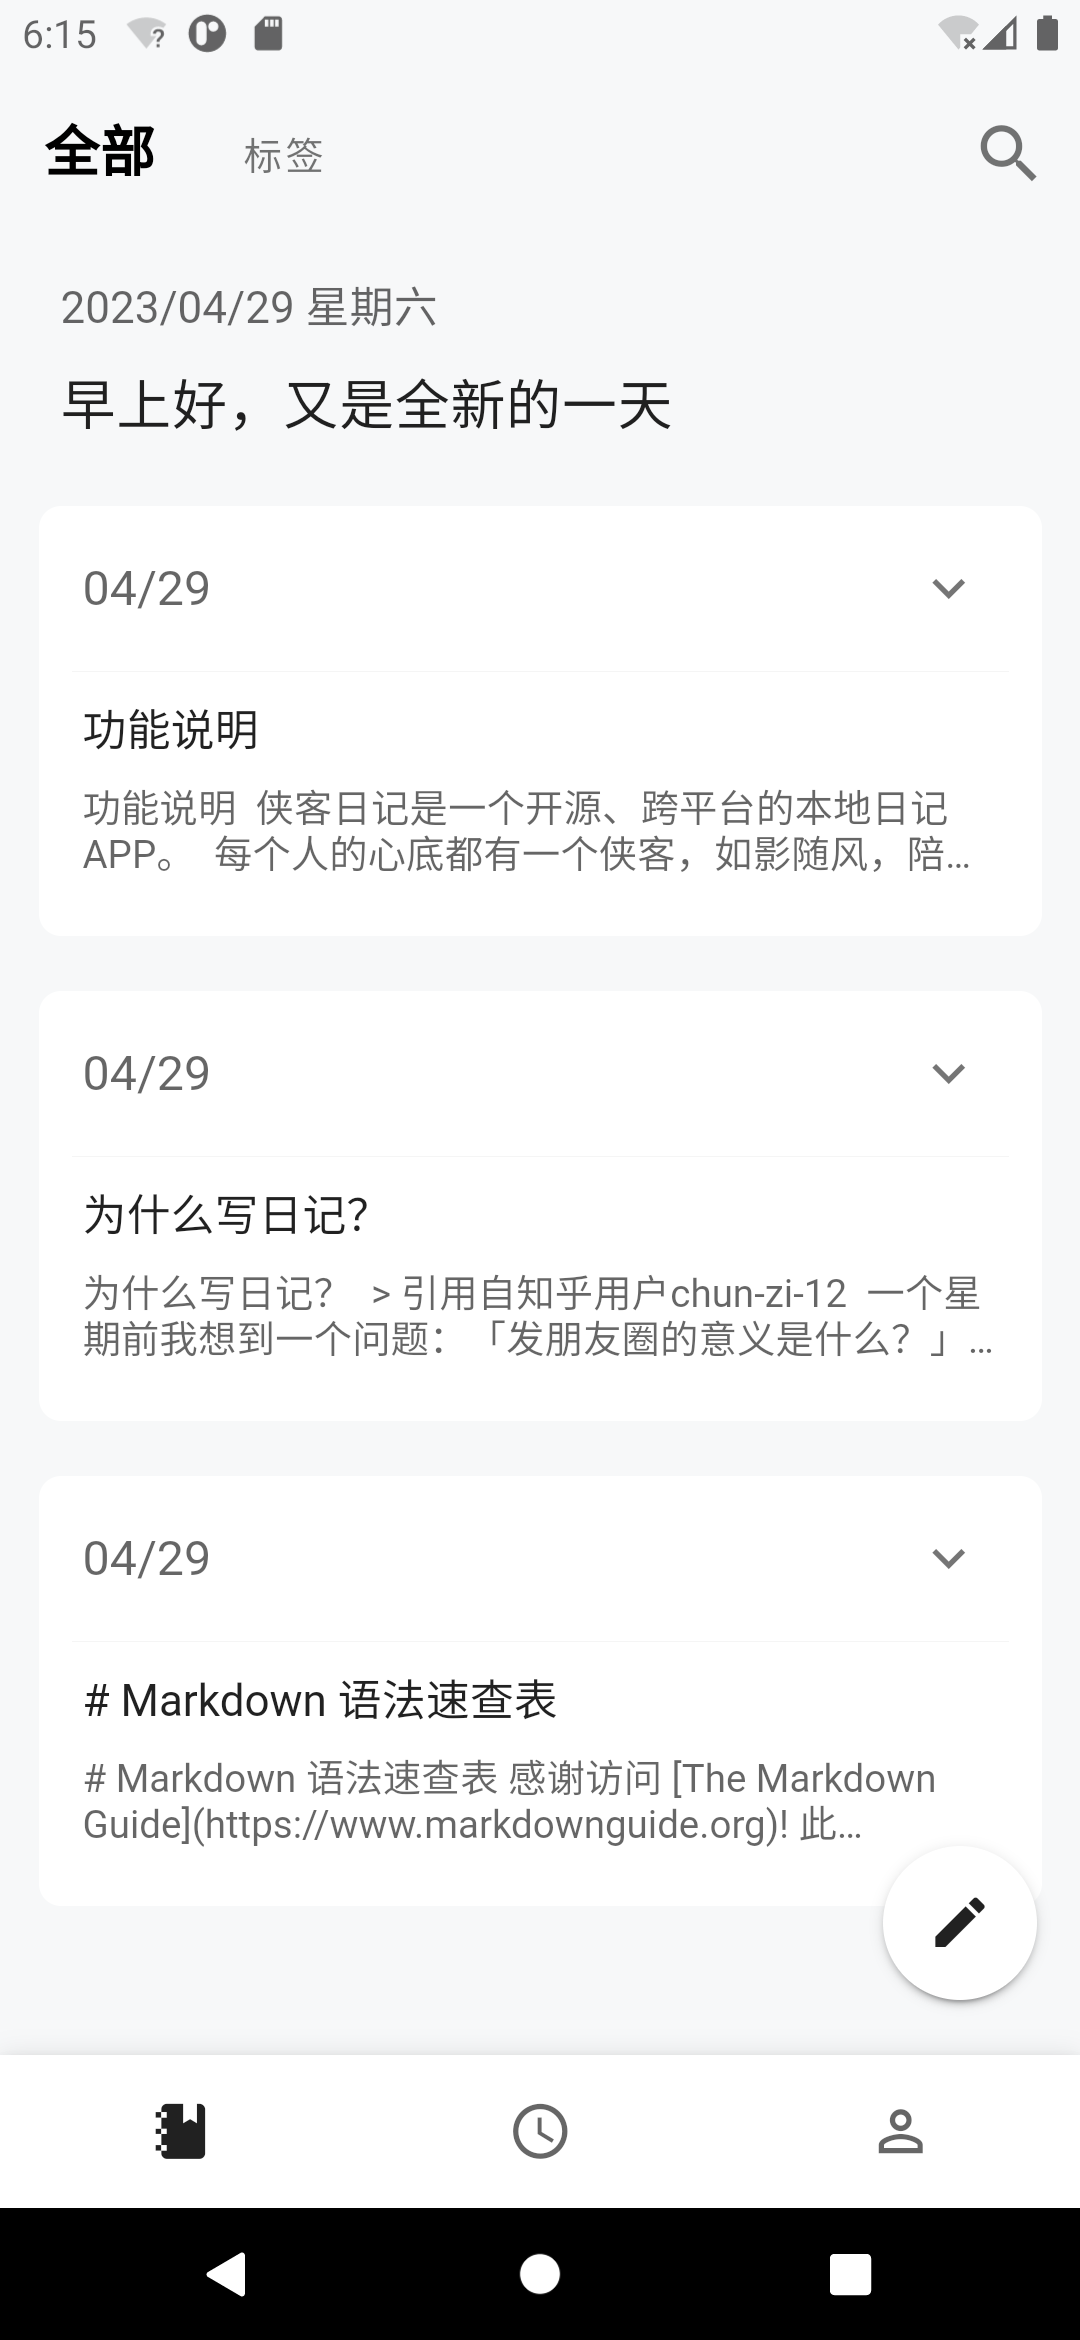 6:15
全部
标签
2023/04/29 星期六
早上好，又是全新的一天
04/29
功能说明
功能说明 侠客日记是一个开源、跨平台的本地日记
APP。 每个人的心底都有一个侠客，如影随风，陪...
04/29
为什么写日记？
为什么写日记？ > 引用自知乎用户chun-zi-12 一个星
期前我想到一个问题：「发朋友圈的意义是什么？」...
04/29
# Markdown 语法速查表
# Markdown 语法速查表 感谢访问 [The Markdown
Guide](https://www.markdownguide.org)! 此...